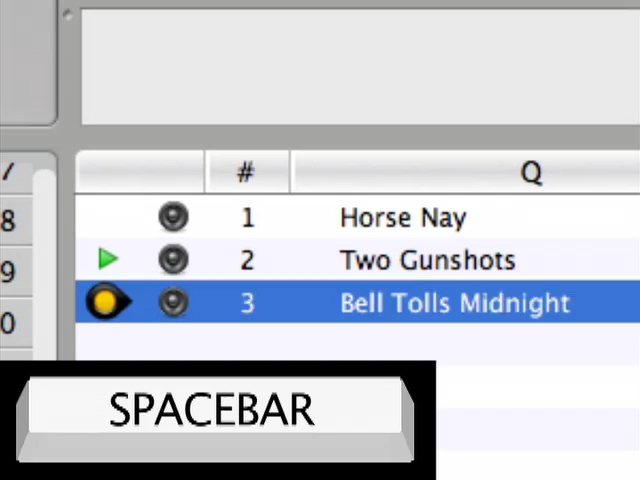 # Q
8 1 Horse Nay
9 2 Two Gunshots
3 Bell Tolls Midnight
0
SPACEBAR